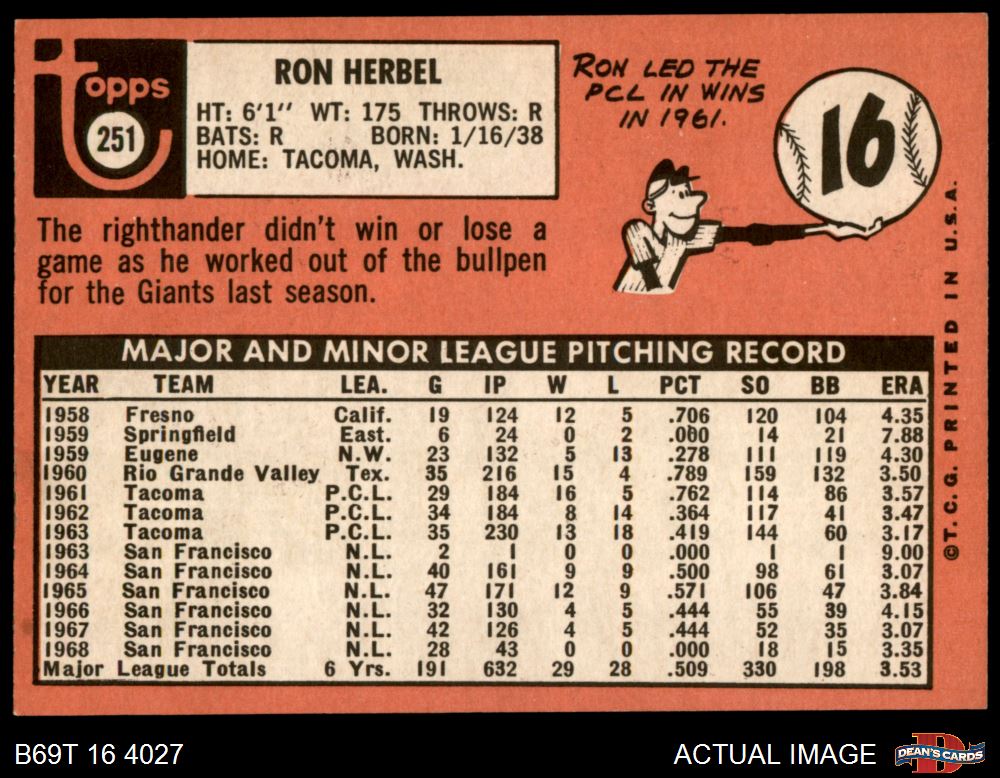 Topps
251
RON HERBEL
HT: 6'1'' WT: 175 THROWS: R
BATS: R BORN: 1/16/38
HOME: TACOMA, WASH.
RON LED THE
PCL IN WINS
IN 1961.
16
The righthander didn't win or lose a
game as he worked out of the bullpen
for the Giants last season.
©T.C.G. PRINTED IN U.S.A.
MAJOR AND MINOR LEAGUE PITCHING RECORD
YEAR TEAM LEA. G IP W L PCT SO BB ERA
1958 Fresno Calif. 19 124 12 5 .706 120 104 4.35
1959 Springfield East. 6 24 0 2 .000 14 21 7.88
1959 Eugene N.W. 23 132 5 13 .278 111 119 4.30
1960 Rio Grande Valley Tex. 35 216 15 4 .789 159 132 3.50
1961 Tacoma P.C.L. 29 184 16 5 .762 114 86 3.57
1962 Tacoma P.C.L. 34 184 8 14 .364 117 41 3.47
1963 Tacoma P.C.L. 35 230 13 18 .419 144 60 3.17
1963 San Francisco N.L. 2 1 0 0 .000 1 1 9.00
1964 San Francisco N.L. 40 161 9 9 .500 98 61 3.07
1965 San Francisco N.L. 47 171 12 9 .571 106 47 3.84
1966 San Francisco N.L. 32 130 4 5 .444 55 39 4.15
1967 San Francisco N.L. 42 126 4 5 .444 52 35 3.07
1968 San Francisco N.L. 28 43 0 0 .000 18 15 3.35
Major League Totals 6 Yrs. 191 632 29 28 .509 330 198 3.53
B69T 16 4027
ACTUAL IMAGE
DEAN'S CARDS